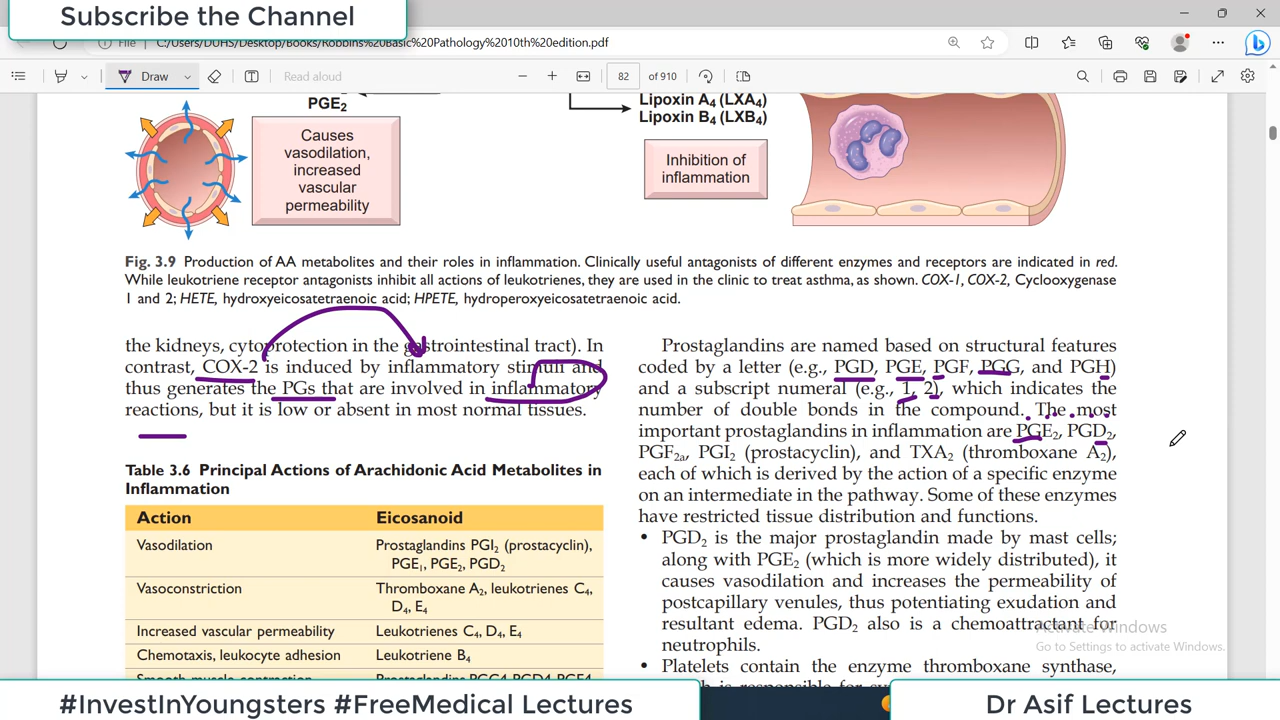 Subscribe the Channel
File
C:/Users/DUHS/Desktop/Books/Robbins%20Basic%20Pathology%2010th%20edition.pdf
Draw
Read aloud
82 of 910
PGE2
Causes
vasodilation,
increased
vascular
permeability
Lipoxin A4 (LXA4)
Lipoxin B4 (LXB4)
Inhibition of
inflammation
Fig. 3.9 Production of AA metabolites and their roles in inflammation. Clinically useful antagonists of different enzymes and receptors are indicated in red.
While leukotriene receptor antagonists inhibit all actions of leukotrienes, they are used in the clinic to treat asthma, as shown. COX-1, COX-2, Cyclooxygenase
1 and 2; HETE, hydroxyeicosatetraenoic acid; HPETE, hydroperoxyeicosatetraenoic acid.
the kidneys, cytoprotection in the gastrointestinal tract). In
contrast, COX-2 is induced by inflammatory stimuli and
thus generates the PGs that are involved in inflammatory
reactions, but it is low or absent in most normal tissues.
Table 3.6 Principal Actions of Arachidonic Acid Metabolites in
Inflammation
Action Eicosanoid
Vasodilation Prostaglandins PGI2 (prostacyclin),
PGE1, PGE2, PGD2
Vasoconstriction Thromboxane A2, leukotrienes C4,
D4, E4
Increased vascular permeability Leukotrienes C4, D4, E4
Chemotaxis, leukocyte adhesion Leukotriene B4
Prostaglandins are named based on structural features
coded by a letter (e.g., PGD, PGE, PGF, PGG, and PGH)
and a subscript numeral (e.g., 1, 2), which indicates the
number of double bonds in the compound. The most
important prostaglandins in inflammation are PGE2, PGD2,
PGF2a, PGI2 (prostacyclin), and TXA2 (thromboxane A2),
each of which is derived by the action of a specific enzyme
on an intermediate in the pathway. Some of these enzymes
have restricted tissue distribution and functions.
• PGD2 is the major prostaglandin made by mast cells;
along with PGE2 (which is more widely distributed), it
causes vasodilation and increases the permeability of
postcapillary venules, thus potentiating exudation and
resultant edema. PGD2 also is a chemoattractant for
neutrophils.
• Platelets contain the enzyme thromboxane synthase,
Activate Windows
Go to Settings to activate Windows.
#InvestInYoungsters #FreeMedical Lectures
Dr Asif Lectures